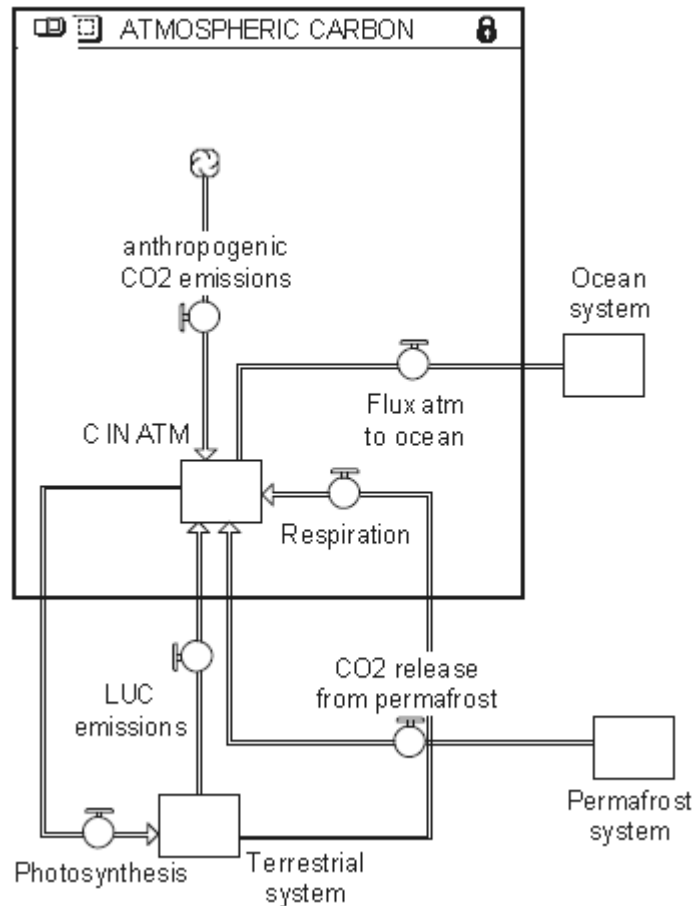 ATMOSPHERIC CARBON
anthropogenic
CO2 emissions
Ocean
system
Flux atm
to ocean
C IN ATM
Respiration
CO2 release
from permafrost
LUC
emissions
Permafrost
system
Photosynthesis
Terrestrial
system